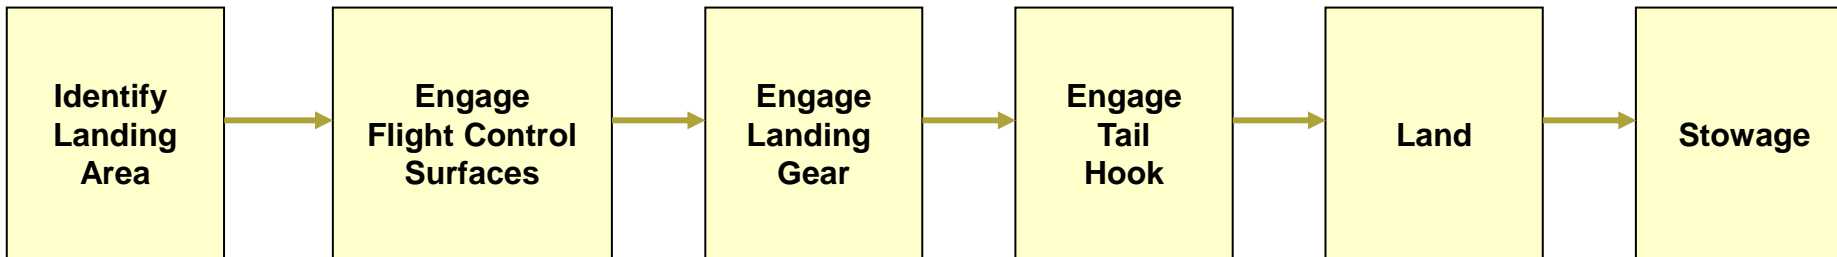 Identify
Landing
Area
Engage
Flight Control
Surfaces
Engage
Landing
Gear
Engage
Tail
Hook
Land
Stowage